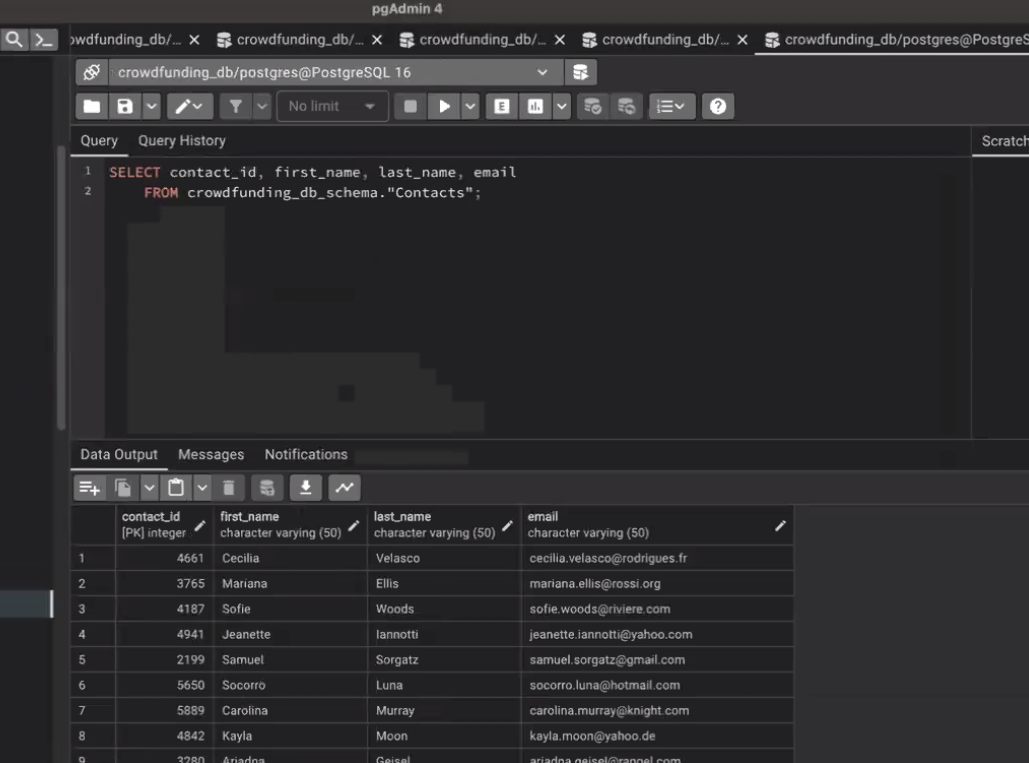 pgAdmin 4
owdfunding_db/... crowdfunding_db/... crowdfunding_db/... crowdfunding_db/... crowdfunding_db/postgres@PostgreS
crowdfunding_db/postgres@PostgreSQL 16
No limit
E
Query Query History Scratch
1 SELECT contact_id, first_name, last_name, email
2 FROM crowdfunding_db_schema."Contacts";
Data Output Messages Notifications
contact_id first_name last_name email
[PK] integer character varying (50) character varying (50) character varying (50)
1 4661 Cecilia Velasco cecilia.velasco@rodrigues.fr
2 3765 Mariana Ellis mariana.ellis@rossi.org
3 4187 Sofie Woods sofie.woods@riviere.com
4 4941 Jeanette Iannotti jeanette.iannotti@yahoo.com
5 2199 Samuel Sorgatz samuel.sorgatz@gmail.com
6 5650 Socorro Luna socorro.luna@hotmail.com
7 5889 Carolina Murray carolina.murray@knight.com
8 4842 Kayla Moon kayla.moon@yahoo.de
9 3280 Ariadna Geisel ariadna.geisel@rangel.com